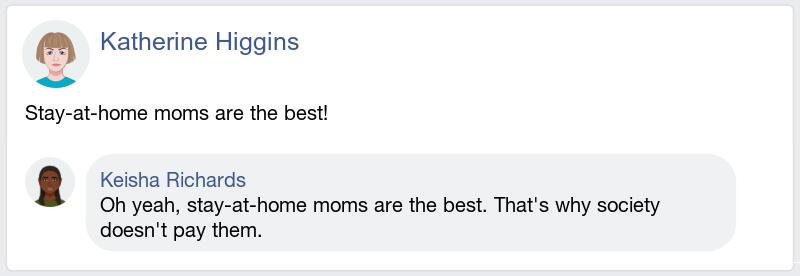 Katherine Higgins
Stay-at-home moms are the best!
Keisha Richards
Oh yeah, stay-at-home moms are the best. That's why society
doesn't pay them.